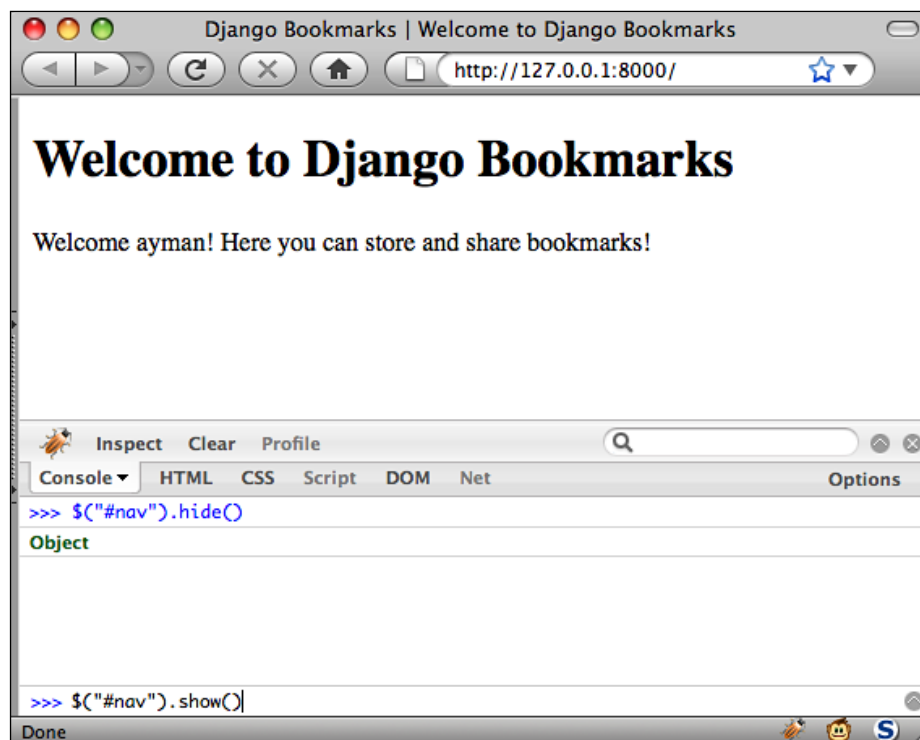 Django Bookmarks | Welcome to Django Bookmarks
http://127.0.0.1:8000/
Welcome to Django Bookmarks
Welcome ayman! Here you can store and share bookmarks!
Inspect Clear Profile
Console HTML CSS Script DOM Net Options
>>> $("#nav").hide()
Object
>>> $("#nav").show()
Done S